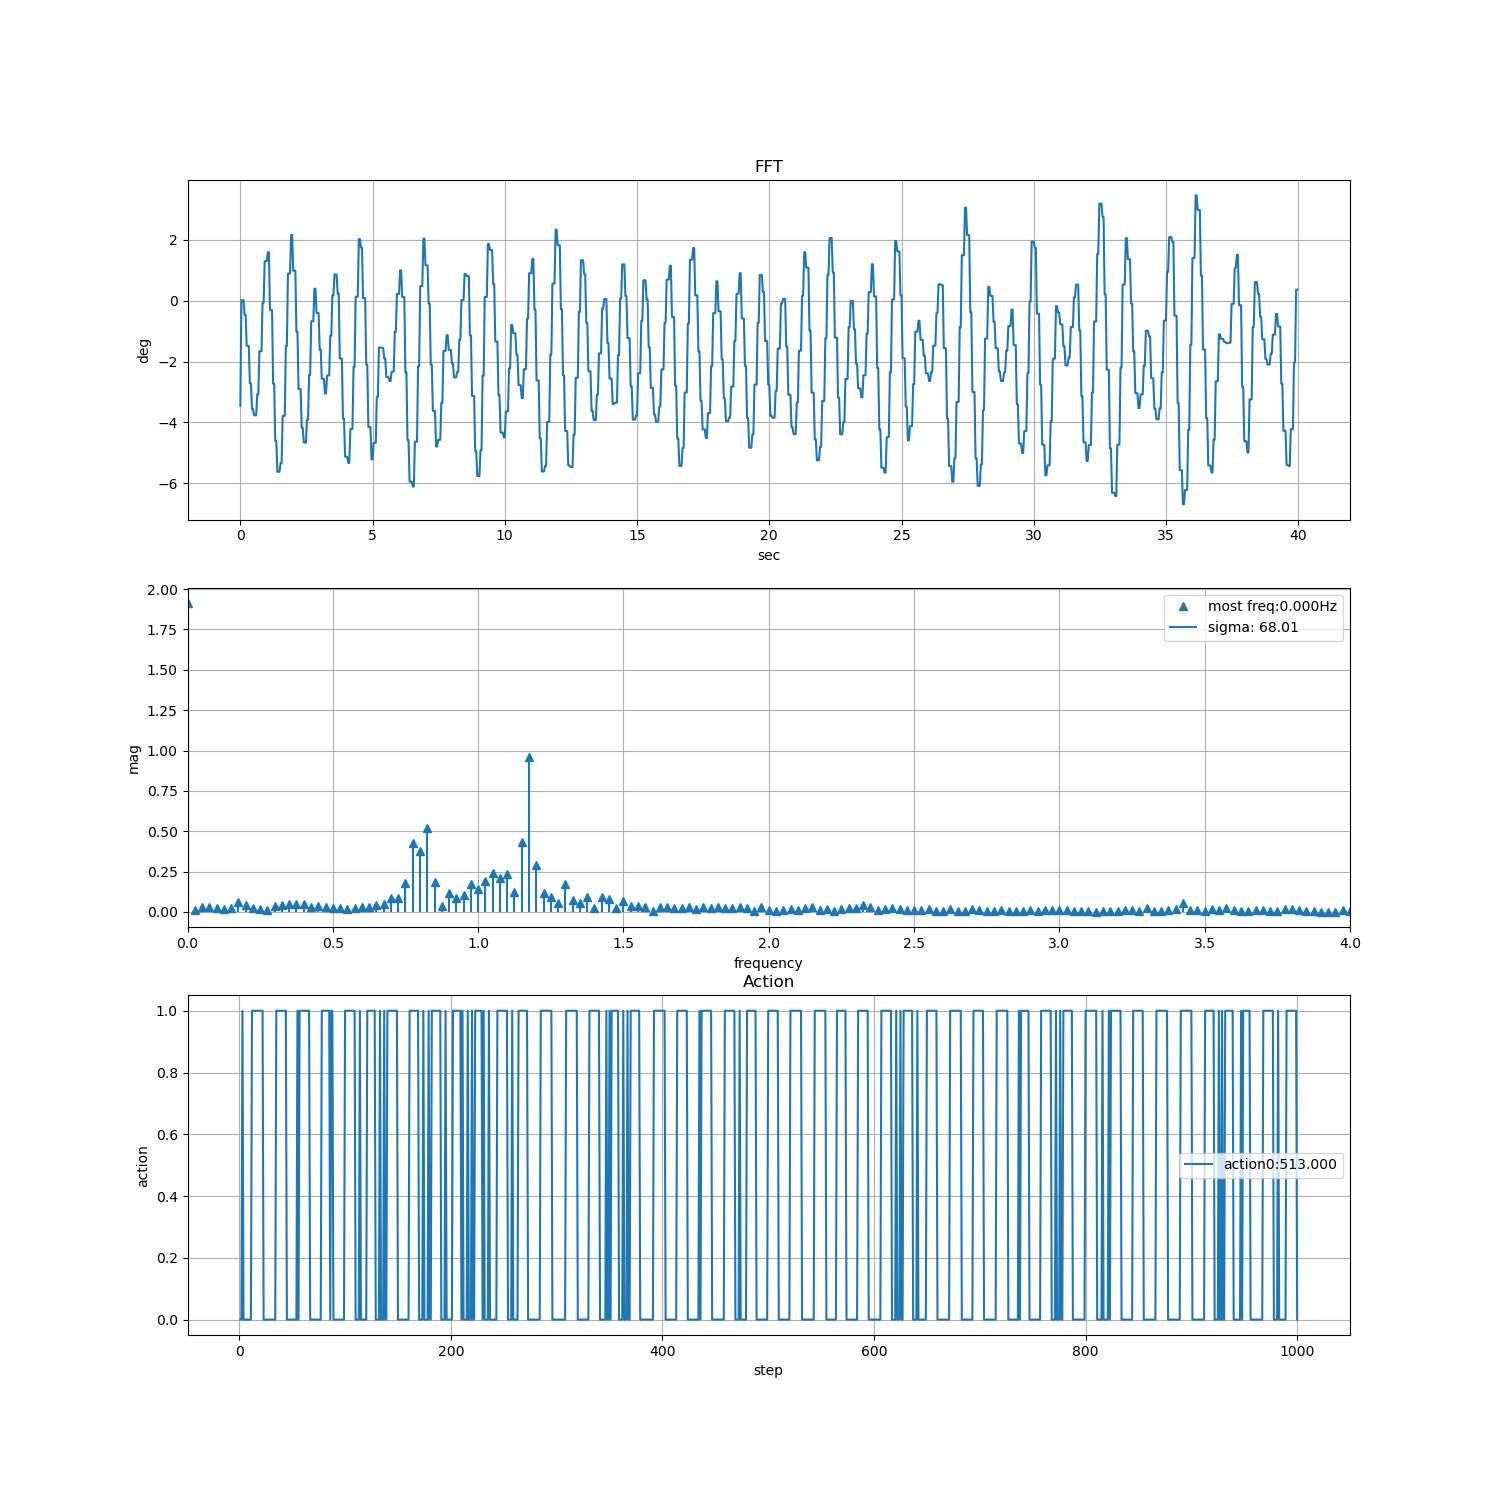 FFT
2
0
−2
−4
−6
deg
0 5 10 15 20 25 30 35 40
sec
2.00
1.75
1.50
1.25
1.00
0.75
0.50
0.25
0.00
mag
most freq:0.000Hz
sigma: 68.01
0.0 0.5 1.0 1.5 2.0 2.5 3.0 3.5 4.0
frequency
Action
1.0
0.8
0.6
0.4
0.2
0.0
action
action0:513.000
0 200 400 600 800 1000
step